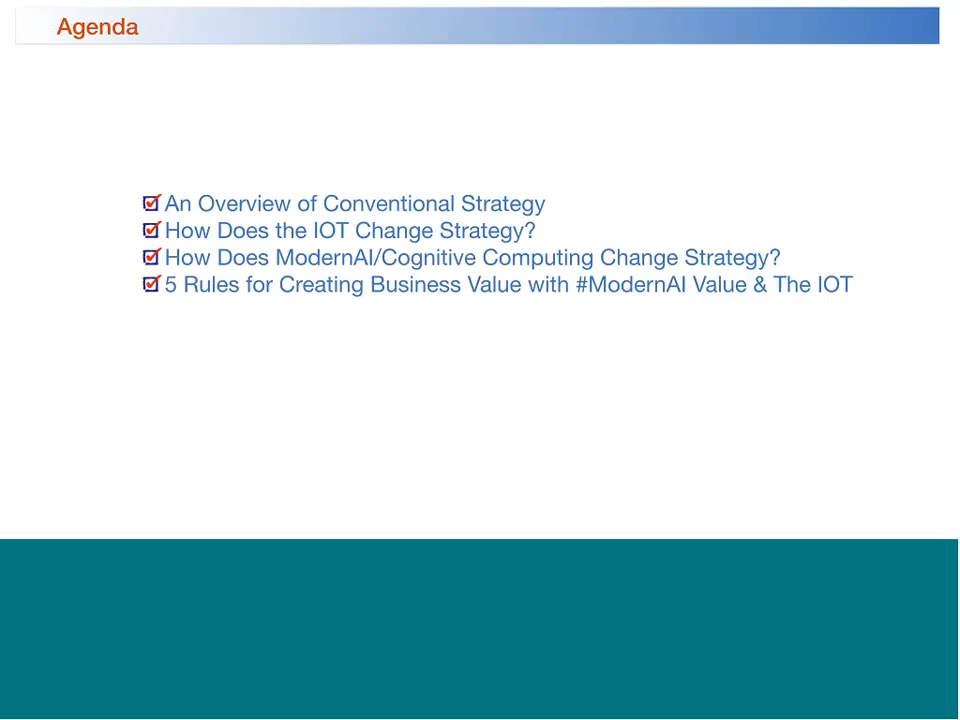 Agenda
An Overview of Conventional Strategy
How Does the IOT Change Strategy?
How Does ModernAI/Cognitive Computing Change Strategy?
5 Rules for Creating Business Value with #ModernAI Value & The IOT